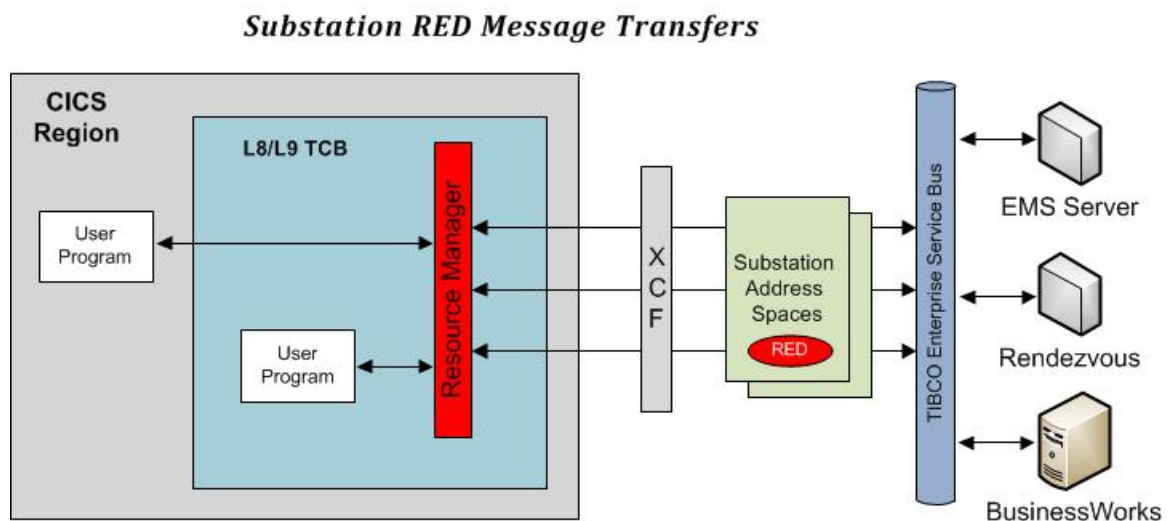 Substation RED Message Transfers
CICS
Region
L8/L9 TCB
User
Program
User
Program
Resource Manager
X
C
F
Substation
Address
Spaces
RED
TIBCO Enterprise Service Bus
EMS Server
Rendezvous
BusinessWorks